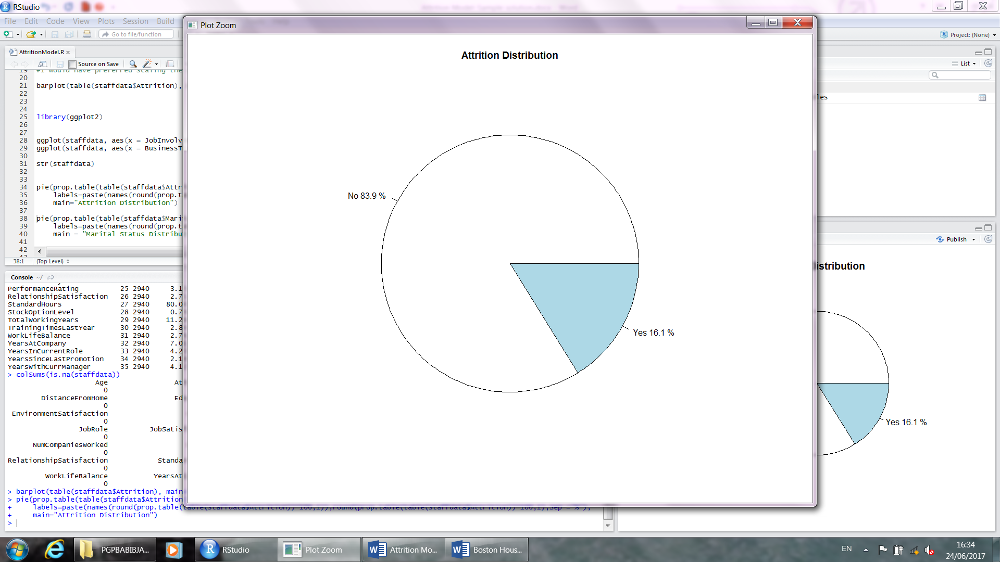 RStudio
File Edit Code View Plots Session Build
Go to file/function
Project: (None)
AttritionModel.R
Source on Save
List
19 #I would have preferred scaling the
20
21 barplot(table(staffdata$Attrition),
22
23
24
25 library(ggplot2)
26
27
28 ggplot(staffdata, aes(x = JobInvolv
29 ggplot(staffdata, aes(x = BusinessT
30
31 str(staffdata)
32
33
34 pie(prop.table(table(staffdata$Attr
35 labels=paste(names(round(prop.t
36 main="Attrition Distribution")
37
38 pie(prop.table(table(staffdata$Mari
39 labels=paste(names(round(prop.t
40 main = "Marital Status Distribu
41
42
38:1 (Top Level)
Console ~/
PerformanceRating 25 2940 3.1
RelationshipSatisfaction 26 2940 2.7
StandardHours 27 2940 80.0
StockOptionLevel 28 2940 0.7
TotalWorkingYears 29 2940 11.2
TrainingTimesLastYear 30 2940 2.8
WorkLifeBalance 31 2940 2.7
YearsAtCompany 32 2940 7.0
YearsInCurrentRole 33 2940 4.2
YearsSinceLastPromotion 34 2940 2.1
YearsWithCurrManager 35 2940 4.1
> colSums(is.na(staffdata))
Age At
0
DistanceFromHome Ed
0
EnvironmentSatisfaction
0
JobRole JobSatis
0
NumCompaniesWorked
0
RelationshipSatisfaction Standa
0
WorkLifeBalance YearsAt
0
> barplot(table(staffdata$Attrition), main
> pie(prop.table(table(staffdata$Attrition
+ labels=paste(names(round(prop.table(table(staffdata$Attrition))*100,1)),round(prop.table(table(staffdata$Attrition))*100,1),sep="%"),
+ main="Attrition Distribution")
>
Plot Zoom
Attrition Distribution
No 83.9 %
Yes 16.1 %
les
Publish
istribution
Yes 16.1 %
PGPBABIBJA...
RStudio
Plot Zoom
Attrition Mo...
Boston Hous...
EN
16:34
24/06/2017